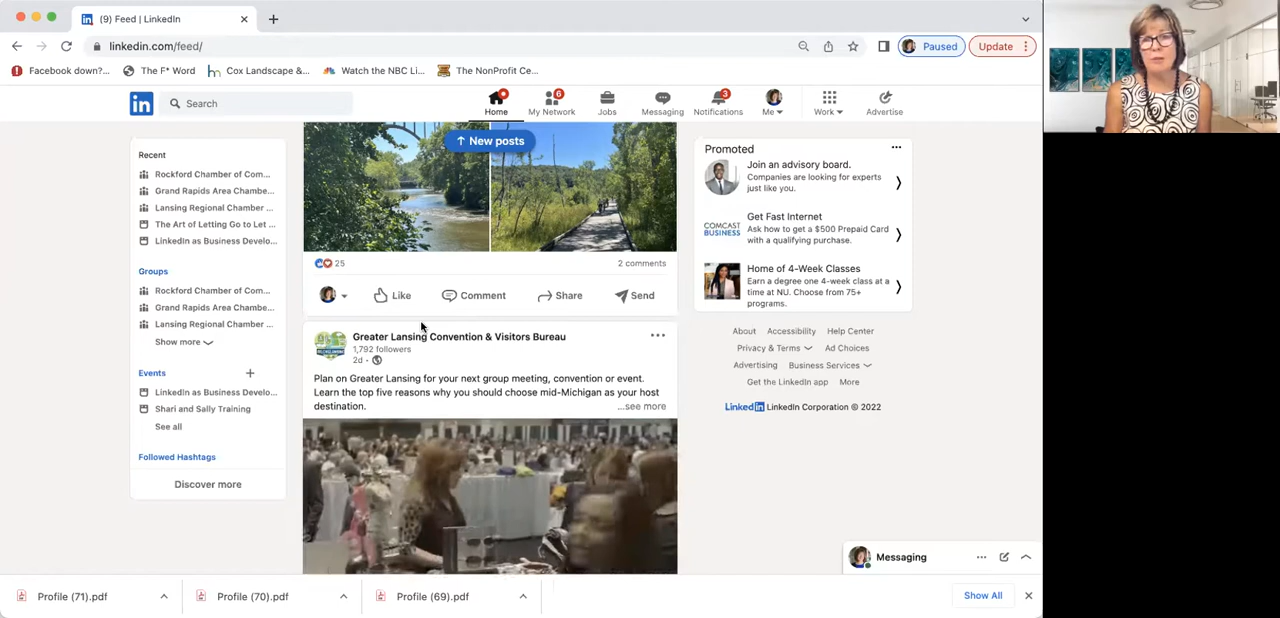 (9) Feed | LinkedIn
linkedin.com/feed/
Paused
Update
Facebook down?...
The F* Word
Cox Landscape &...
Watch the NBC Li...
The NonProfit Ce...
in
Search
Home
6
My Network
Jobs
Messaging
3
Notifications
Me
Work
Advertise
Recent
Rockford Chamber of Com...
Grand Rapids Area Chambe...
Lansing Regional Chamber ...
The Art of Letting Go to Let ...
LinkedIn as Business Develo...
Groups
Rockford Chamber of Com...
Grand Rapids Area Chambe...
Lansing Regional Chamber ...
Show more
Events
LinkedIn as Business Develo...
Shari and Sally Training
See all
Followed Hashtags
Discover more
↑ New posts
25
2 comments
Like
Comment
Share
Send
Greater Lansing Convention & Visitors Bureau
1,792 followers
2d •
Plan on Greater Lansing for your next group meeting, convention or event.
Learn the top five reasons why you should choose mid-Michigan as your host
destination.
...see more
Promoted
Join an advisory board.
Companies are looking for experts
just like you.
COMCAST
BUSINESS
Get Fast Internet
Ask how to get a $500 Prepaid Card
with a qualifying purchase.
Home of 4-Week Classes
Earn a degree one 4-week class at a
time at NU. Choose from 75+
programs.
About
Accessibility
Help Center
Privacy & Terms
Ad Choices
Advertising
Business Services
Get the LinkedIn app
More
LinkedIn LinkedIn Corporation © 2022
Messaging
Profile (71).pdf
Profile (70).pdf
Profile (69).pdf
Show All